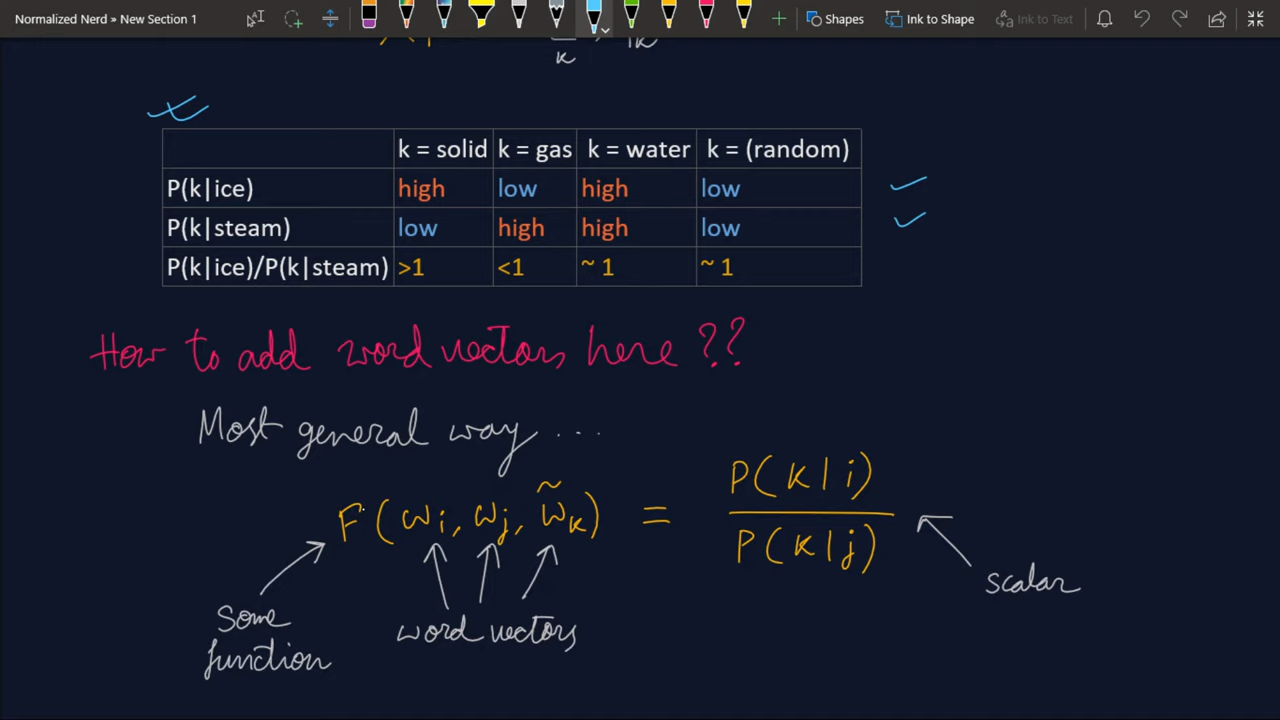 Normalized Nerd » New Section 1
Shapes
Ink to Shape
Ink to Text
k
k = solid k = gas k = water k = (random)
P(k|ice) high low high low
P(k|steam) low high high low
P(k|ice)/P(k|steam) >1 <1 ~ 1 ~ 1
How to add word vectors here ??
Most general way ...
F(wi, wj, w̃k) = P(k|i)
P(k|j)
scalar
Some
function
word vectors